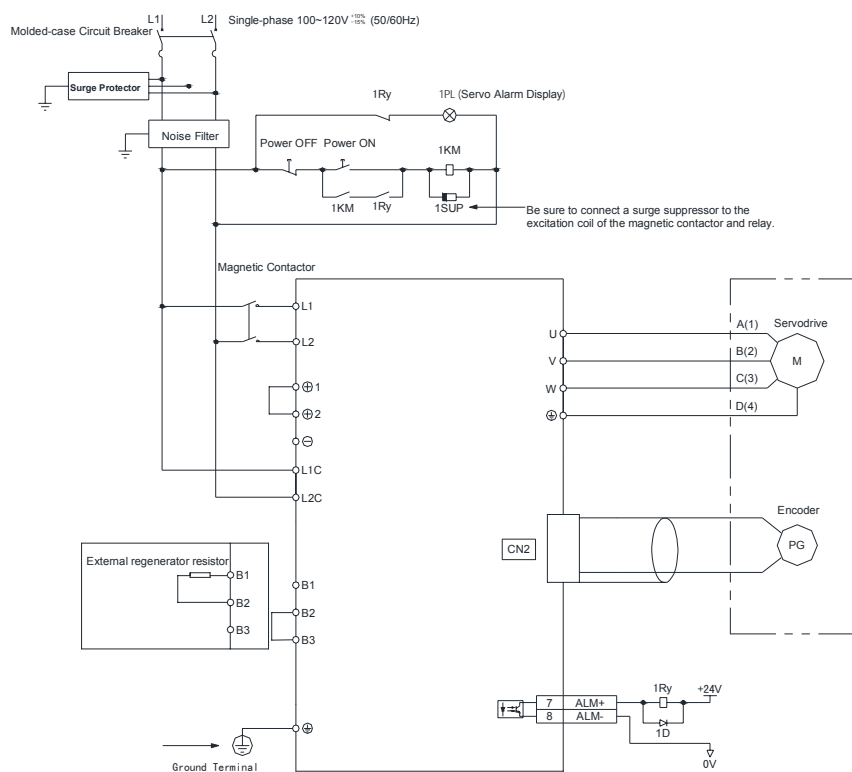 L1 L2 Single-phase 100~120V +10% -15% (50/60Hz)
Molded-case Circuit Breaker
Surge Protector
Noise Filter
1Ry 1PL (Servo Alarm Display)
Power OFF Power ON
1KM
1KM 1Ry 1SUP
Be sure to connect a surge suppressor to the
excitation coil of the magnetic contactor and relay.
Magnetic Contactor
L1
L2
1
2
L1C
L2C
U
V
W
A(1)
B(2)
C(3)
D(4)
Servodrive
M
Encoder
PG
CN2
External regenerator resistor
B1
B2
B3
B1
B2
B3
7 ALM+
8 ALM-
1Ry
+24V
1D
0V
Ground Terminal